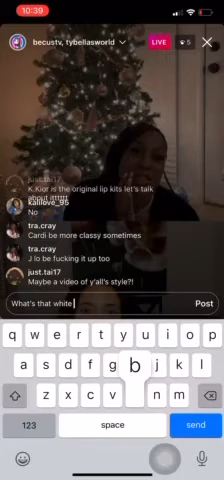 10:39
becustv, tybellasworld
LIVE
5
just.tai17
K.Kior is the original lip kits let's talk
about itttttt
kaillove_95
No
tra.cray
Cardi be more classy sometimes
tra.cray
J lo be fucking it up too
just.tai17
Maybe a video of y'all's style?!
What's that white
Post
q w e r t y u i o p
a s d f g b j k l
z x c v n m
123
space
send